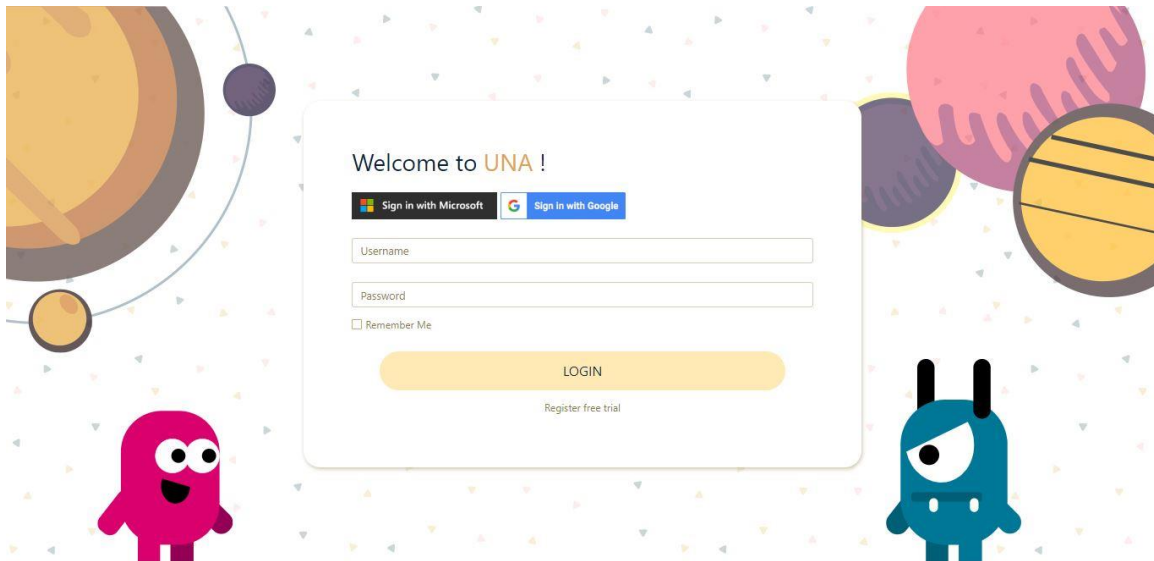 Welcome to UNA !
Sign in with Microsoft
Sign in with Google
Username
Password
Remember Me
LOGIN
Register free trial